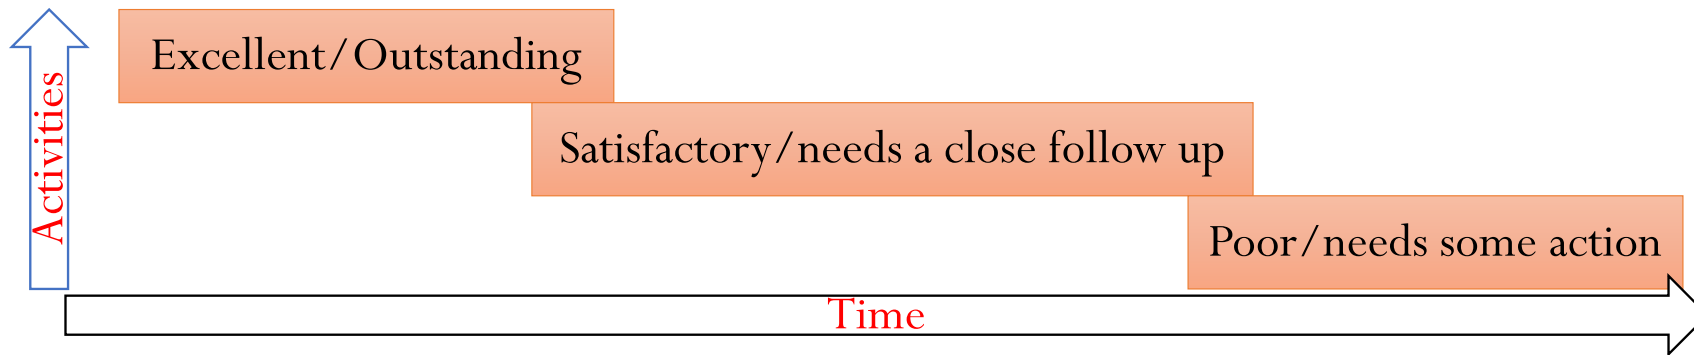 Activities
Excellent/Outstanding
Satisfactory/needs a close follow up
Poor/needs some action
Time